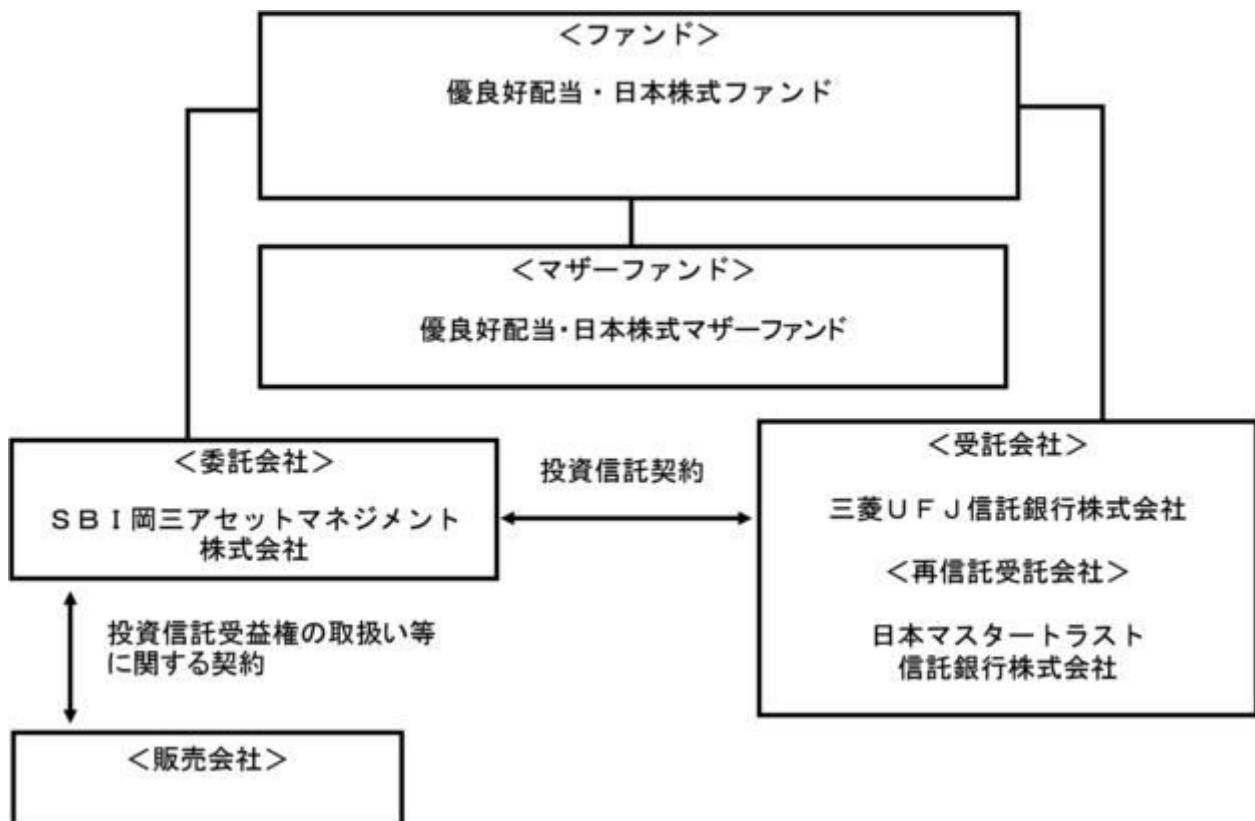 ＜ファンド＞
優良好配当・日本株式ファンド
＜マザーファンド＞
優良好配当・日本株式マザーファンド
＜委託会社＞
ＳＢＩ岡三アセットマネジメント
株式会社
投資信託契約
＜受託会社＞
三菱ＵＦＪ信託銀行株式会社
＜再信託受託会社＞
日本マスタートラスト
信託銀行株式会社
投資信託受益権の取扱い等
に関する契約
＜販売会社＞